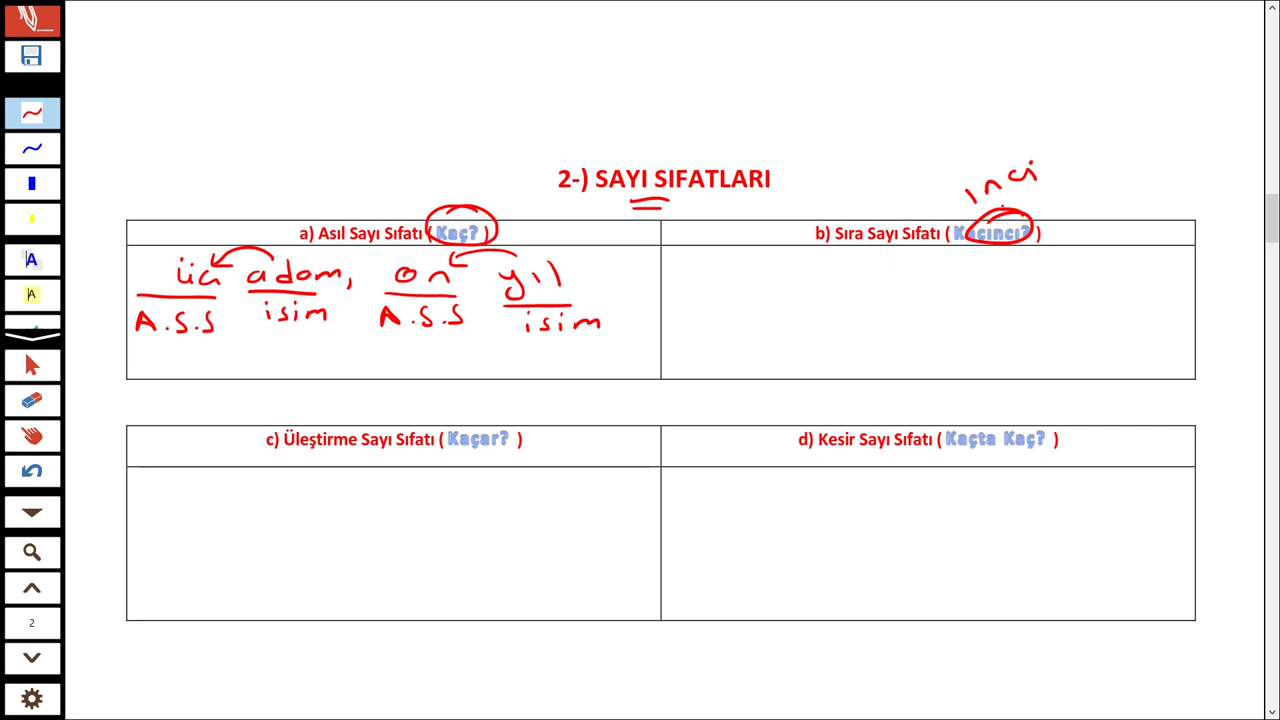 2-) SAYI SIFATLARI
ıncı
a) Asıl Sayı Sıfatı ( Kaç? )
b) Sıra Sayı Sıfatı ( Kaçıncı? )
üç adam, on yıl
A.S.S isim A.S.S isim
c) Üleştirme Sayı Sıfatı ( Kaçar? )
d) Kesir Sayı Sıfatı ( Kaçta Kaç? )
A
A
2